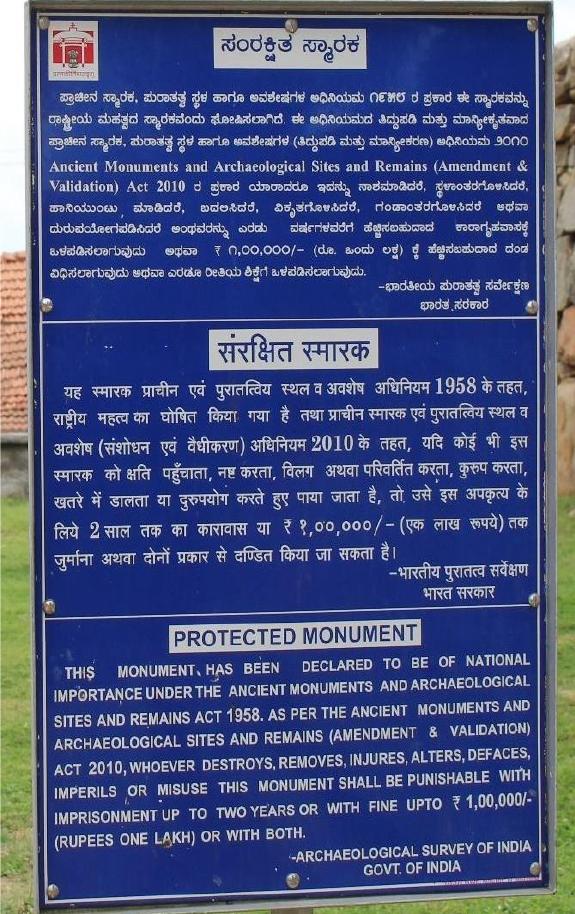 ಸಂರಕ್ಷಿತ ಸ್ಮಾರಕ
ಪ್ರಾಚೀನ ಸ್ಮಾರಕ, ಪುರಾತತ್ವ ಸ್ಥಳ ಹಾಗೂ ಅವಶೇಷಗಳ ಅಧಿನಿಯಮ ೧೯೫೮ ರ ಪ್ರಕಾರ ಈ ಸ್ಮಾರಕವನ್ನು
ರಾಷ್ಟ್ರೀಯ ಮಹತ್ವದ ಸ್ಮಾರಕವೆಂದು ಘೋಷಿಸಲಾಗಿದೆ. ಈ ಅಧಿನಿಯಮದ ತಿದ್ದುಪಡಿ ಮತ್ತು ಮಾನ್ಯೀಕೃತವಾದ
ಪ್ರಾಚೀನ ಸ್ಮಾರಕ, ಪುರಾತತ್ವ ಸ್ಥಳ ಹಾಗೂ ಅವಶೇಷಗಳ (ತಿದ್ದುಪಡಿ ಮತ್ತು ಮಾನ್ಯೀಕರಣ) ಅಧಿನಿಯಮ ೨೦೧೦
Ancient Monuments and Archaeological Sites and Remains (Amendment &
Validation) Act 2010 ರ ಪ್ರಕಾರ ಯಾರಾದರೂ ಇದನ್ನು ನಾಶಮಾಡಿದರೆ, ಸ್ಥಳಾಂತರಗೊಳಿಸಿದರೆ,
ಹಾನಿಯುಂಟು ಮಾಡಿದರೆ, ಬದಲಿಸಿದರೆ, ವಿಕೃತಗೊಳಿಸಿದರೆ, ಗಂಡಾಂತರಗೊಳಿಸಿದರೆ ಅಥವಾ
ದುರುಪಯೋಗಪಡಿಸಿದರೆ ಅಂಥವರನ್ನು ಎರಡು ವರ್ಷಗಳವರೆಗೆ ಹೆಚ್ಚಿಸಬಹುದಾದ ಕಾರಾಗೃಹವಾಸಕ್ಕೆ
ಒಳಪಡಿಸಲಾಗುವುದು ಅಥವಾ ₹ ೧,೦೦,೦೦೦/- (ರೂ. ಒಂದು ಲಕ್ಷ) ಕ್ಕೆ ಹೆಚ್ಚಿಸಬಹುದಾದ ದಂಡ
ವಿಧಿಸಲಾಗುವುದು ಅಥವಾ ಎರಡೂ ರೀತಿಯ ಶಿಕ್ಷೆಗೆ ಒಳಪಡಿಸಲಾಗುವುದು.
-ಭಾರತೀಯ ಪುರಾತತ್ವ ಸರ್ವೇಕ್ಷಣ
ಭಾರತ ಸರಕಾರ
संरक्षित स्मारक
यह स्मारक प्राचीन एवं पुरातत्विय स्थल व अवशेष अधिनियम 1958 के तहत,
राष्ट्रीय महत्व का घोषित किया गया है तथा प्राचीन स्मारक एवं पुरातत्विय स्थल व
अवशेष (संशोधन एवं वैधीकरण) अधिनियम 2010 के तहत, यदि कोई भी इस
स्मारक को क्षति पहुँचाता, नष्ट करता, विलग अथवा परिवर्तित करता, कुरुप करता,
खतरे में डालता या दुरुपयोग करते हुए पाया जाता है, तो उसे इस अपकृत्य के
लिये 2 साल तक का कारावास या ₹ १,००,०००/- (एक लाख रूपये) तक
जुर्माना अथवा दोनों प्रकार से दण्डित किया जा सकता है।
-भारतीय पुरातत्व सर्वेक्षण
भारत सरकार
PROTECTED MONUMENT
THIS MONUMENT, HAS BEEN DECLARED TO BE OF NATIONAL
IMPORTANCE UNDER THE ANCIENT MONUMENTS AND ARCHAEOLOGICAL
SITES AND REMAINS ACT 1958. AS PER THE ANCIENT MONUMENTS AND
ARCHAEOLOGICAL SITES AND REMAINS (AMENDMENT & VALIDATION)
ACT 2010, WHOEVER DESTROYS, REMOVES, INJURES, ALTERS, DEFACES,
IMPERILS OR MISUSE THIS MONUMENT SHALL BE PUNISHABLE WITH
IMPRISONMENT UP TO TWO YEARS OR WITH FINE UPTO ₹ 1,00,000/-
(RUPEES ONE LAKH) OR WITH BOTH.
-ARCHAEOLOGICAL SURVEY OF INDIA
GOVT. OF INDIA